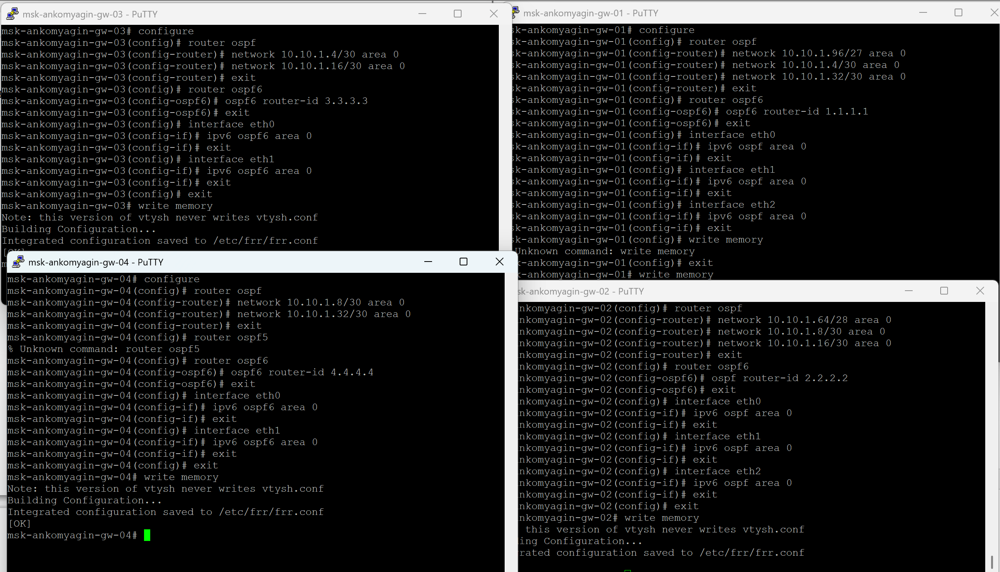 msk-ankomyagin-gw-03 - PuTTY
msk-ankomyagin-gw-03# configure
msk-ankomyagin-gw-03(config)# router ospf
msk-ankomyagin-gw-03(config-router)# network 10.10.1.4/30 area 0
msk-ankomyagin-gw-03(config-router)# network 10.10.1.16/30 area 0
msk-ankomyagin-gw-03(config-router)# exit
msk-ankomyagin-gw-03(config)# router ospf6
msk-ankomyagin-gw-03(config-ospf6)# ospf6 router-id 3.3.3.3
msk-ankomyagin-gw-03(config-ospf6)# exit
msk-ankomyagin-gw-03(config)# interface eth0
msk-ankomyagin-gw-03(config-if)# ipv6 ospf6 area 0
msk-ankomyagin-gw-03(config-if)# exit
msk-ankomyagin-gw-03(config)# interface eth1
msk-ankomyagin-gw-03(config-if)# ipv6 ospf6 area 0
msk-ankomyagin-gw-03(config-if)# exit
msk-ankomyagin-gw-03(config)# exit
msk-ankomyagin-gw-03# write memory
Note: this version of vtysh never writes vtysh.conf
Building Configuration...
Integrated configuration saved to /etc/frr/frr.conf
[OK]
m
msk-ankomyagin-gw-01 - PuTTY
sk-ankomyagin-gw-01# configure
sk-ankomyagin-gw-01(config)# router ospf
sk-ankomyagin-gw-01(config-router)# network 10.10.1.96/27 area 0
sk-ankomyagin-gw-01(config-router)# network 10.10.1.4/30 area 0
sk-ankomyagin-gw-01(config-router)# network 10.10.1.32/30 area 0
sk-ankomyagin-gw-01(config-router)# exit
sk-ankomyagin-gw-01(config)# router ospf6
sk-ankomyagin-gw-01(config-ospf6)# ospf6 router-id 1.1.1.1
sk-ankomyagin-gw-01(config-ospf6)# exit
sk-ankomyagin-gw-01(config)# interface eth0
sk-ankomyagin-gw-01(config-if)# ipv6 ospf area 0
sk-ankomyagin-gw-01(config-if)# exit
sk-ankomyagin-gw-01(config)# interface eth1
sk-ankomyagin-gw-01(config-if)# ipv6 ospf area 0
sk-ankomyagin-gw-01(config-if)# exit
sk-ankomyagin-gw-01(config)# interface eth2
sk-ankomyagin-gw-01(config-if)# ipv6 ospf area 0
sk-ankomyagin-gw-01(config-if)# exit
sk-ankomyagin-gw-01(config)# write memory
Unknown command: write memory
k-ankomyagin-gw-01(config)# exit
k-ankomyagin-gw-01# write memory
msk-ankomyagin-gw-04 - PuTTY
msk-ankomyagin-gw-04# configure
msk-ankomyagin-gw-04(config)# router ospf
msk-ankomyagin-gw-04(config-router)# network 10.10.1.8/30 area 0
msk-ankomyagin-gw-04(config-router)# network 10.10.1.32/30 area 0
msk-ankomyagin-gw-04(config-router)# exit
msk-ankomyagin-gw-04(config)# router ospf5
% Unknown command: router ospf5
msk-ankomyagin-gw-04(config)# router ospf6
msk-ankomyagin-gw-04(config-ospf6)# ospf6 router-id 4.4.4.4
msk-ankomyagin-gw-04(config-ospf6)# exit
msk-ankomyagin-gw-04(config)# interface eth0
msk-ankomyagin-gw-04(config-if)# ipv6 ospf6 area 0
msk-ankomyagin-gw-04(config-if)# exit
msk-ankomyagin-gw-04(config)# interface eth1
msk-ankomyagin-gw-04(config-if)# ipv6 ospf6 area 0
msk-ankomyagin-gw-04(config-if)# exit
msk-ankomyagin-gw-04(config)# exit
msk-ankomyagin-gw-04# write memory
Note: this version of vtysh never writes vtysh.conf
Building Configuration...
Integrated configuration saved to /etc/frr/frr.conf
[OK]
msk-ankomyagin-gw-04#
sk-ankomyagin-gw-02 - PuTTY
nkomyagin-gw-02(config)# router ospf
nkomyagin-gw-02(config-router)# network 10.10.1.64/28 area 0
nkomyagin-gw-02(config-router)# network 10.10.1.8/30 area 0
nkomyagin-gw-02(config-router)# network 10.10.1.16/30 area 0
nkomyagin-gw-02(config-router)# exit
nkomyagin-gw-02(config)# router ospf6
nkomyagin-gw-02(config-ospf6)# ospf router-id 2.2.2.2
nkomyagin-gw-02(config-ospf6)# exit
nkomyagin-gw-02(config)# interface eth0
nkomyagin-gw-02(config-if)# ipv6 ospf area 0
nkomyagin-gw-02(config-if)# exit
nkomyagin-gw-02(config)# interface eth1
nkomyagin-gw-02(config-if)# ipv6 ospf area 0
nkomyagin-gw-02(config-if)# exit
nkomyagin-gw-02(config)# interface eth2
nkomyagin-gw-02(config-if)# ipv6 ospf area 0
nkomyagin-gw-02(config-if)# exit
nkomyagin-gw-02(config)# exit
nkomyagin-gw-02# write memory
this version of vtysh never writes vtysh.conf
ing Configuration...
rated configuration saved to /etc/frr/frr.conf